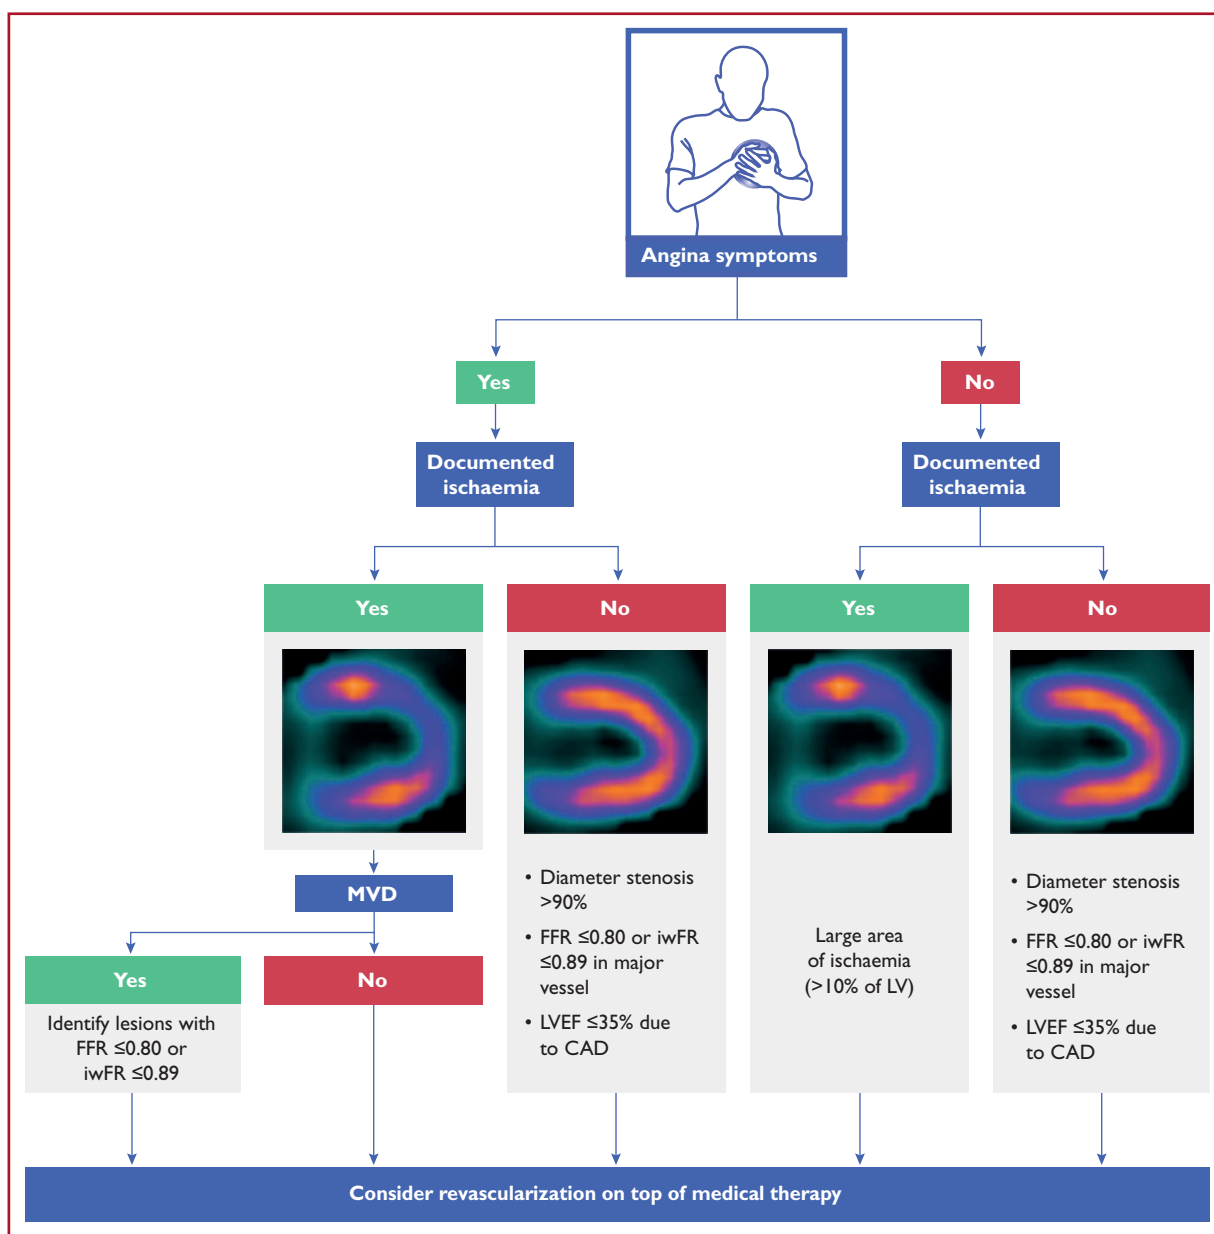 Angina symptoms
Yes
No
Documented
ischaemia
Documented
ischaemia
Yes
No
Yes
No
MVD
Yes
No
Identify lesions with
FFR ≤0.80 or
iwFR ≤0.89
• Diameter stenosis
>90%
• FFR ≤0.80 or iwFR
≤0.89 in major
vessel
• LVEF ≤35% due
to CAD
Large area
of ischaemia
(>10% of LV)
• Diameter stenosis
>90%
• FFR ≤0.80 or iwFR
≤0.89 in major
vessel
• LVEF ≤35% due
to CAD
Consider revascularization on top of medical therapy